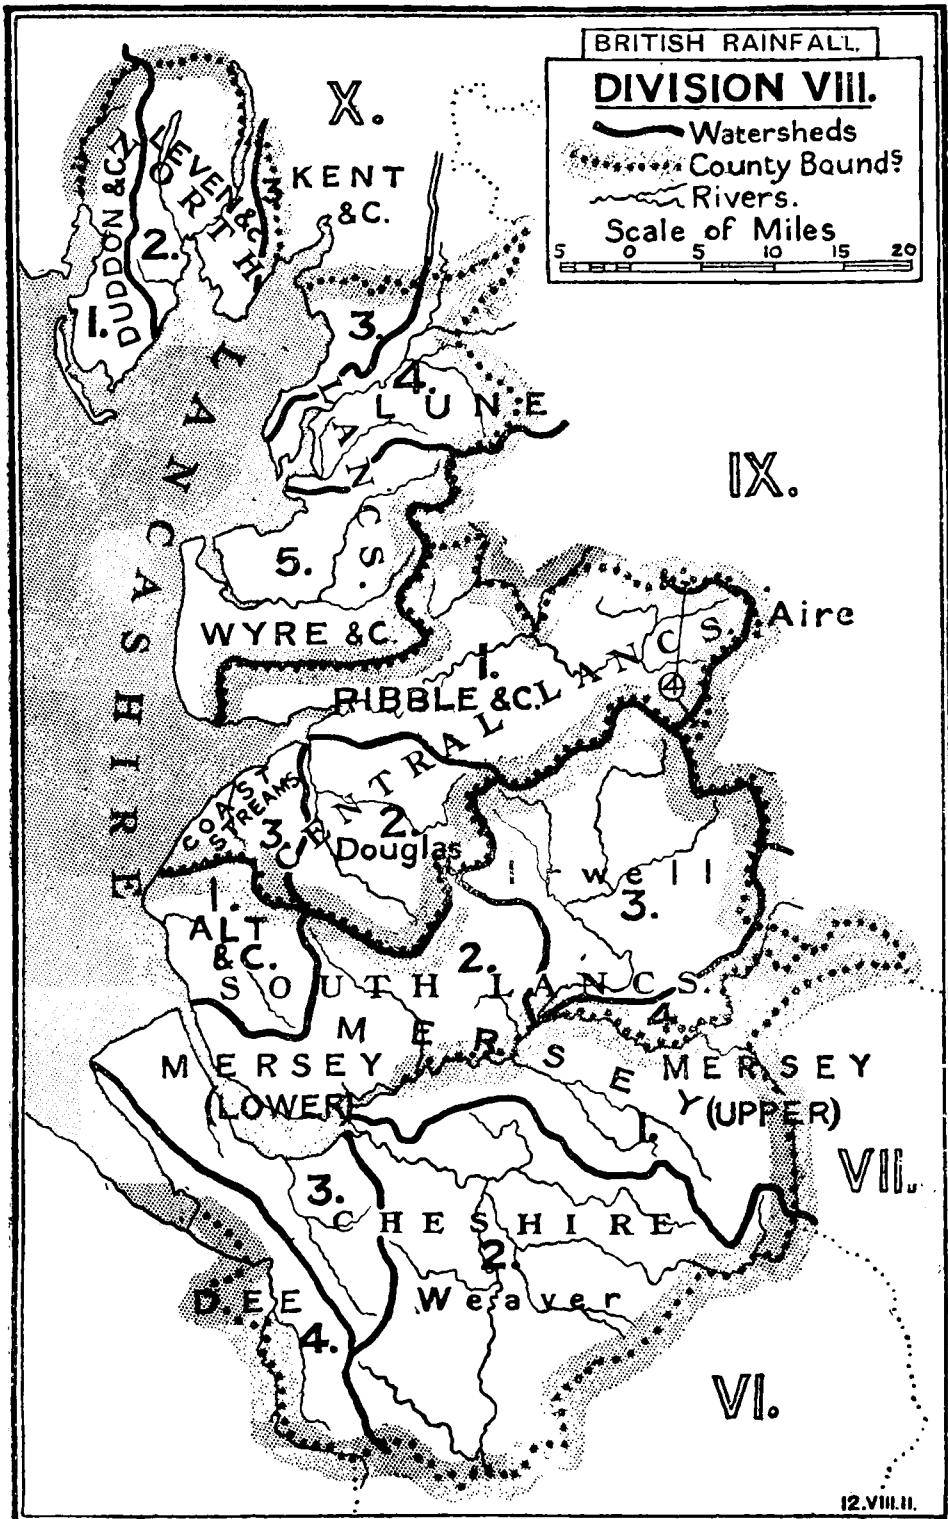 BRITISH RAINFALL.
DIVISION VIII.
Watersheds
County Bounds.
Rivers.
Scale of Miles
5 0 5 10 15 20
X.
KENT
&C.
NORTH LANCS.
DUDDON &C.
LEVEN &C.
1.
2.
3.
3.
4.
LUNE
IX.
LANCASHIRE
5.
WYRE &C.
Aire
1.
RIBBLE &C.
④
CENTRAL LANCS
COAST
STREAMS
3.
2.
Douglas
Irwell
3.
1.
ALT
&C.
2.
SOUTH LANCS.
4.
MERSEY
MERSEY
(LOWER)
MERSEY
(UPPER)
1.
VII.
3.
CHESHIRE
2.
Weaver
DEE
4.
VI.
12.VIII.11.